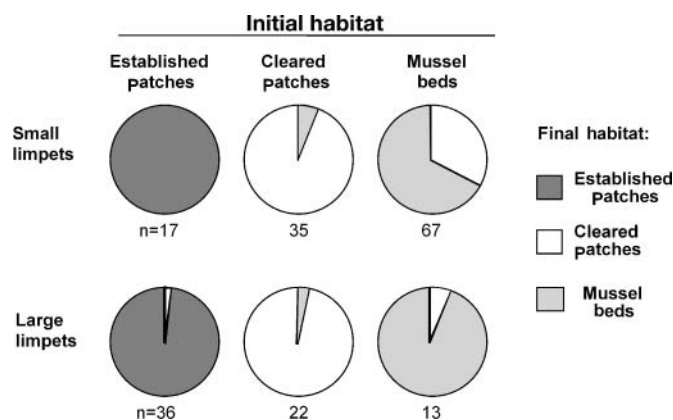 Initial habitat
Established patches
Cleared patches
Mussel beds
Small limpets
n=17
35
67
Large limpets
n=36
22
13
Final habitat:
Established patches
Cleared patches
Mussel beds